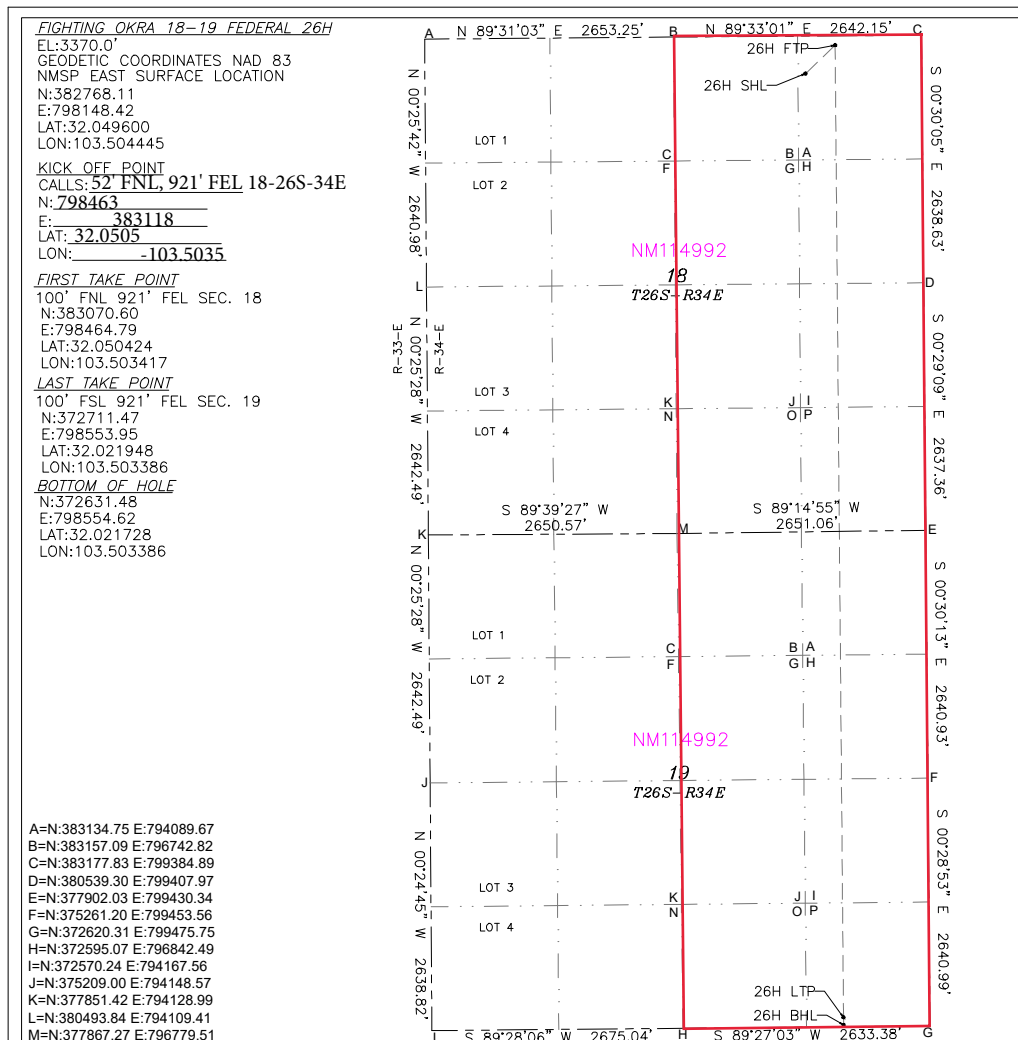 FIGHTING OKRA 18-19 FEDERAL 26H
EL:3370.0'
GEODETIC COORDINATES NAD 83
NMSP EAST SURFACE LOCATION
N:382768.11
E:798148.42
LAT:32.049600
LON:103.504445
KICK OFF POINT
CALLS: 52' FNL, 921' FEL 18-26S-34E
N: 798463
E: 383118
LAT: 32.0505
LON: -103.5035
FIRST TAKE POINT
100' FNL 921' FEL SEC. 18
N:383070.60
E:798464.79
LAT:32.050424
LON:103.503417
LAST TAKE POINT
100' FSL 921' FEL SEC. 19
N:372711.47
E:798553.95
LAT:32.021948
LON:103.503386
BOTTOM OF HOLE
N:372631.48
E:798554.62
LAT:32.021728
LON:103.503386
A=N:383134.75 E:794089.67
B=N:383157.09 E:796742.82
C=N:383177.83 E:799384.89
D=N:380539.30 E:799407.97
E=N:377902.03 E:799430.34
F=N:375261.20 E:799453.56
G=N:372620.31 E:799475.75
H=N:372595.07 E:796842.49
I=N:372570.24 E:794167.56
J=N:375209.00 E:794148.57
K=N:377851.42 E:794128.99
L=N:380493.84 E:794109.41
M=N:377867.27 E:796779.51
A N 89°31'03" E 2653.25' B N 89°33'01" E 2642.15' C
26H FTP
26H SHL
N 00°25'42" W 2640.98'
S 00°30'05" E 2638.63'
LOT 1
C B A
F G H
LOT 2
NM114992
18
T26S-R34E
L D
R-33-E
R-34-E
N 00°25'28" W 2642.49'
S 00°29'09" E 2637.36'
LOT 3
K J I
N O P
LOT 4
S 89°39'27" W
2650.57'
S 89°14'55" W
2651.06'
K M E
N 00°25'28" W 2642.49'
S 00°30'13" E 2640.93'
LOT 1
C B A
F G H
LOT 2
NM114992
19
T26S-R34E
J F
N 00°24'45" W 2638.82'
S 00°28'53" E 2640.99'
LOT 3
K J I
N O P
LOT 4
26H LTP
26H BHL
I S 89°28'06" W 2675.04' H S 89°27'03" W 2633.38' G